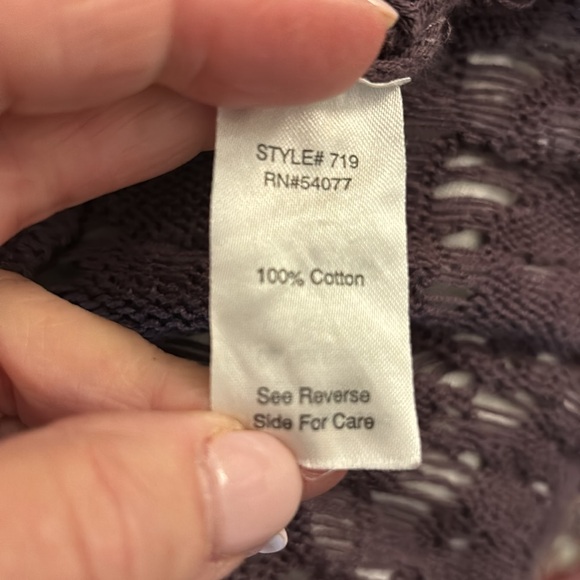 STYLE# 719
RN#54077
100% Cotton
See Reverse
Side For Care